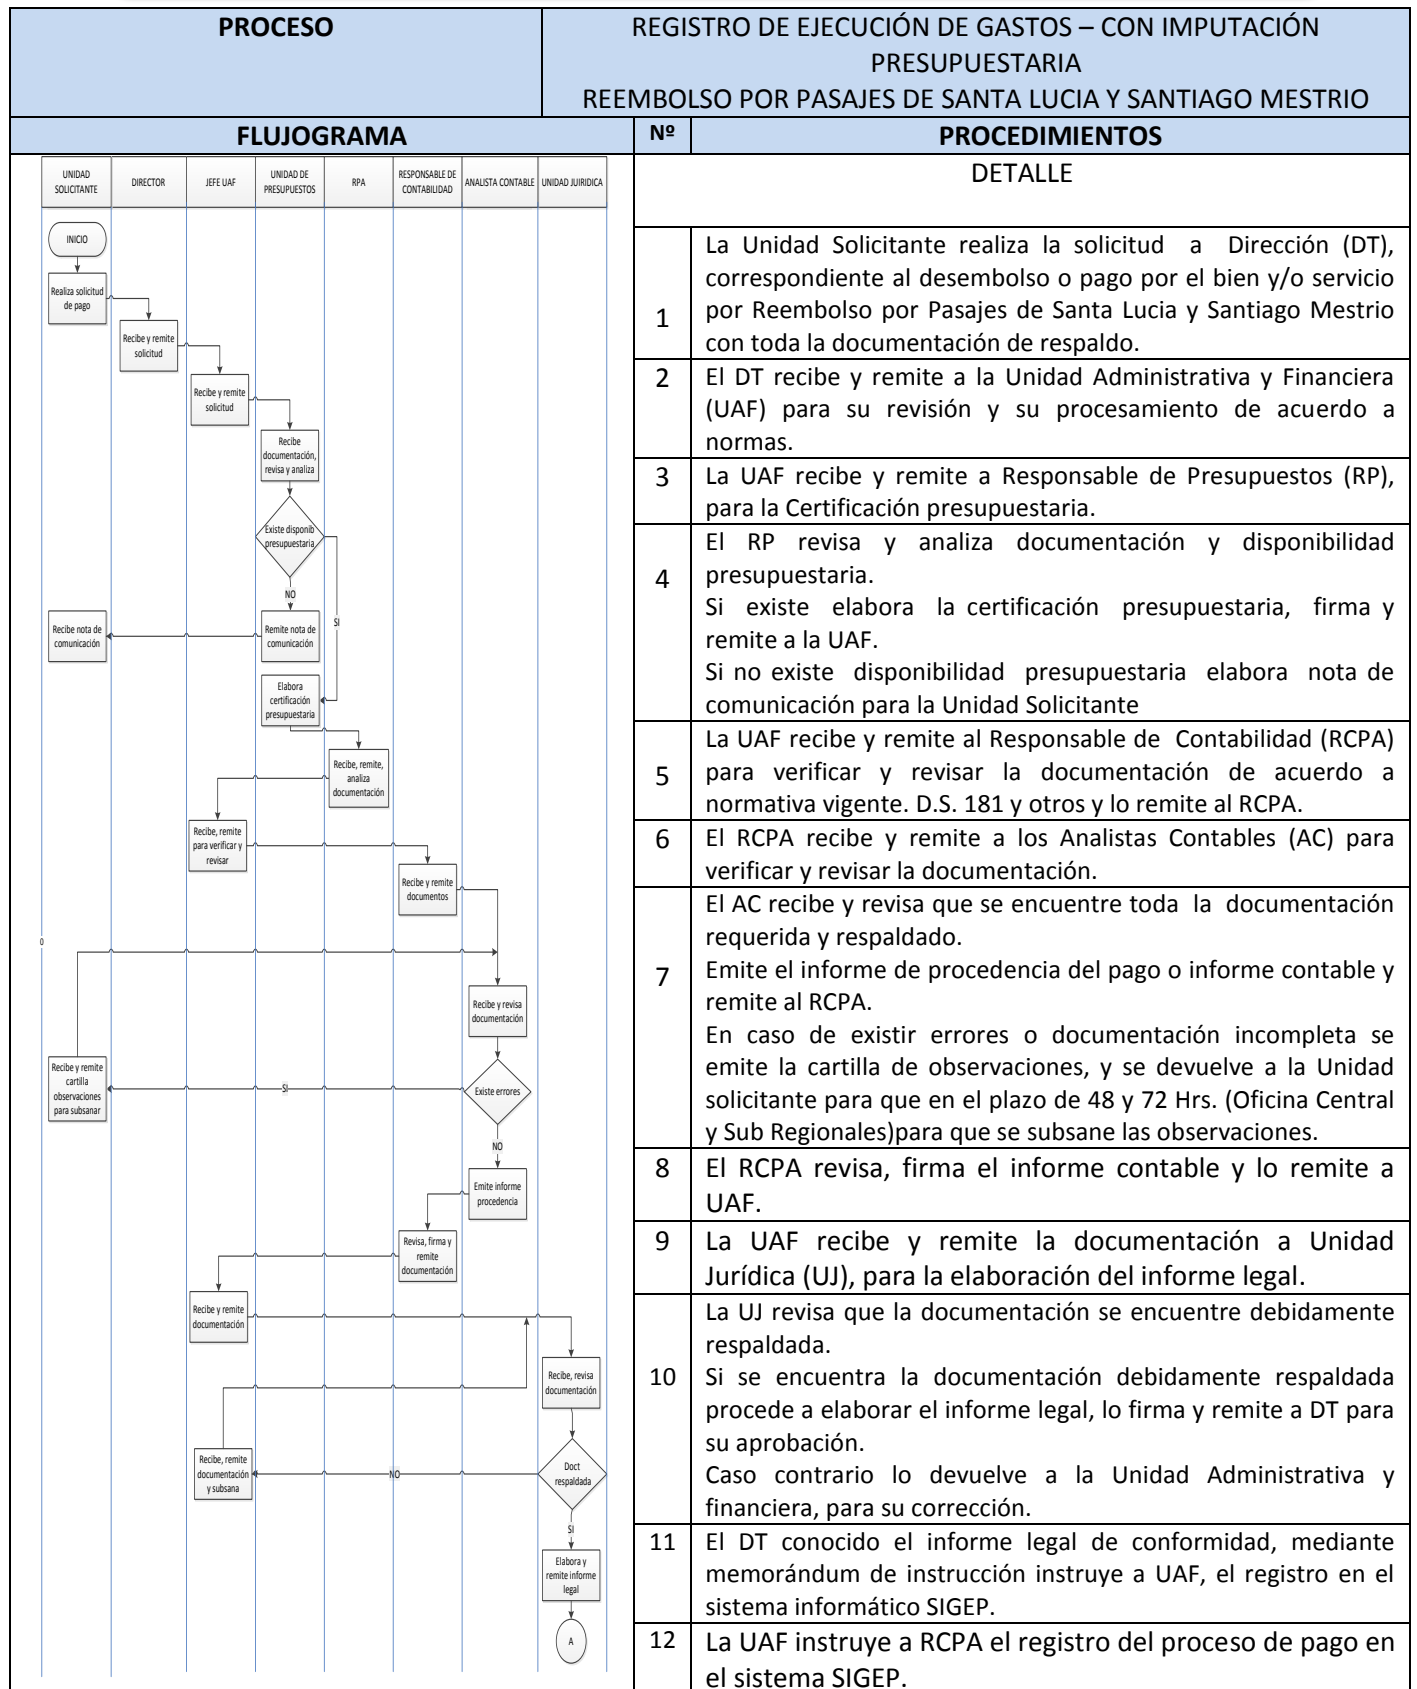 PROCESO
REGISTRO DE EJECUCIÓN DE GASTOS – CON IMPUTACIÓN
PRESUPUESTARIA
REEMBOLSO POR PASAJES DE SANTA LUCIA Y SANTIAGO MESTRIO
FLUJOGRAMA
Nº
PROCEDIMIENTOS
UNIDAD
SOLICITANTE
DIRECTOR
JEFE UAF
UNIDAD DE
PRESUPUESTOS
RPA
RESPONSABLE DE
CONTABILIDAD
ANALISTA CONTABLE
UNIDAD JUIRIDICA
INICIO
Realiza solicitud
de pago
Recibe y remite
solicitud
Recibe y remite
solicitud
Recibe
documentación,
revisa y analiza
Existe disponib
presupuestaria
NO
SI
Recibe nota de
comunicación
Remite nota de
comunicación
Elabora
certificación
presupuestaria
Recibe, remite,
analiza
documentación
Recibe, remite
para verificar y
revisar
Recibe y remite
documentos
0
Recibe y revisa
documentación
Recibe y remite
cartilla
observaciones
para subsanar
SI
Existe errores
NO
Emite informe
procedencia
Revisa, firma y
remite
documentación
Recibe y remite
documentación
Recibe, revisa
documentación
Recibe, remite
documentación
y subsana
NO
Doct
respaldada
SI
Elabora y
remite informe
legal
A
DETALLE
1
La Unidad Solicitante realiza la solicitud a Dirección (DT),
correspondiente al desembolso o pago por el bien y/o servicio
por Reembolso por Pasajes de Santa Lucia y Santiago Mestrio
con toda la documentación de respaldo.
2
El DT recibe y remite a la Unidad Administrativa y Financiera
(UAF) para su revisión y su procesamiento de acuerdo a
normas.
3
La UAF recibe y remite a Responsable de Presupuestos (RP),
para la Certificación presupuestaria.
4
El RP revisa y analiza documentación y disponibilidad
presupuestaria.
Si existe elabora la certificación presupuestaria, firma y
remite a la UAF.
Si no existe disponibilidad presupuestaria elabora nota de
comunicación para la Unidad Solicitante
5
La UAF recibe y remite al Responsable de Contabilidad (RCPA)
para verificar y revisar la documentación de acuerdo a
normativa vigente. D.S. 181 y otros y lo remite al RCPA.
6
El RCPA recibe y remite a los Analistas Contables (AC) para
verificar y revisar la documentación.
7
El AC recibe y revisa que se encuentre toda la documentación
requerida y respaldado.
Emite el informe de procedencia del pago o informe contable y
remite al RCPA.
En caso de existir errores o documentación incompleta se
emite la cartilla de observaciones, y se devuelve a la Unidad
solicitante para que en el plazo de 48 y 72 Hrs. (Oficina Central
y Sub Regionales)para que se subsane las observaciones.
8
El RCPA revisa, firma el informe contable y lo remite a
UAF.
9
La UAF recibe y remite la documentación a Unidad
Jurídica (UJ), para la elaboración del informe legal.
10
La UJ revisa que la documentación se encuentre debidamente
respaldada.
Si se encuentra la documentación debidamente respaldada
procede a elaborar el informe legal, lo firma y remite a DT para
su aprobación.
Caso contrario lo devuelve a la Unidad Administrativa y
financiera, para su corrección.
11
El DT conocido el informe legal de conformidad, mediante
memorándum de instrucción instruye a UAF, el registro en el
sistema informático SIGEP.
12
La UAF instruye a RCPA el registro del proceso de pago en
el sistema SIGEP.